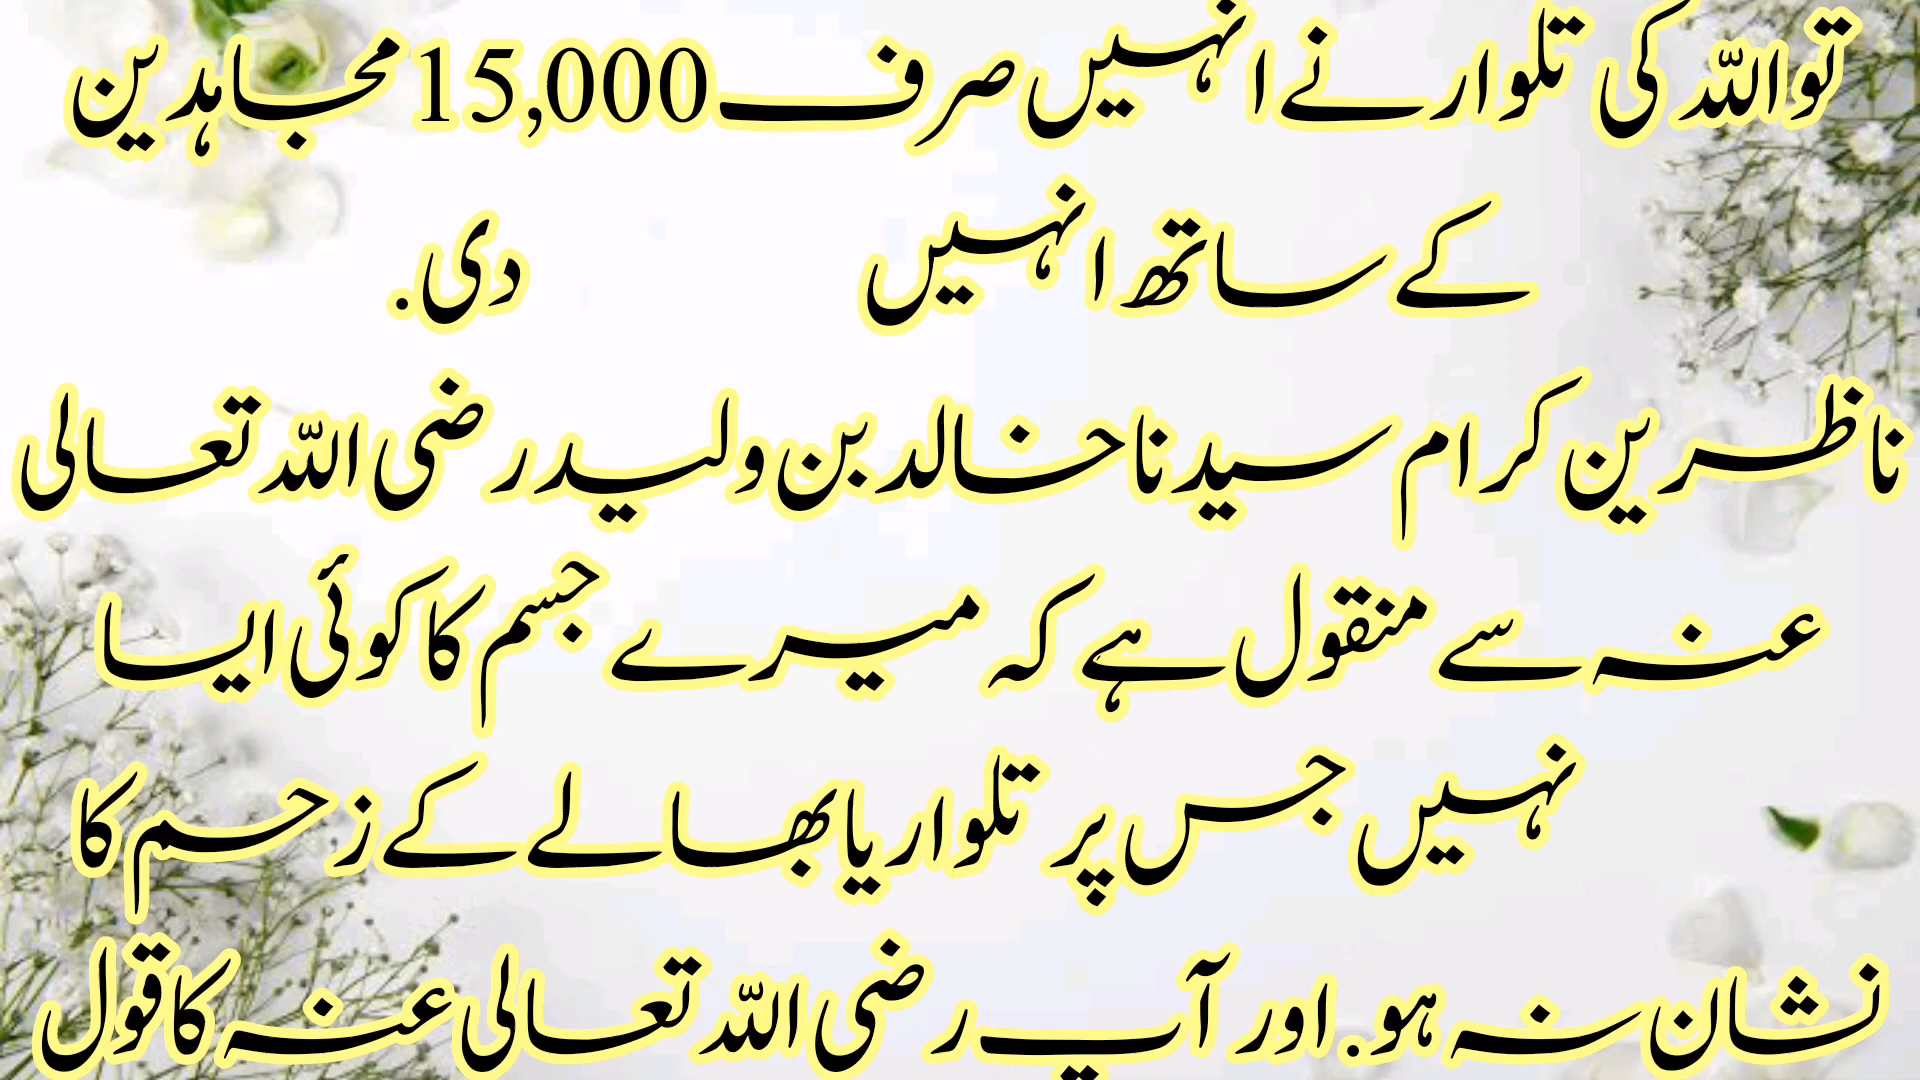 تو اللہ کی تلوار نے انہیں صرف 15,000 مجاہدین
کے ساتھ انہیں دی.
ناظرین کرام سیدنا خالد بن ولید رضی اللہ تعالی
عنہ سے منقول ہے کہ میرے جسم کا کوئی ایسا
نہیں جس پر تلوار یا بھالے کے زحم کا
نشان نہ ہو. اور آپ رضی اللہ تعالی عنہ کا قول